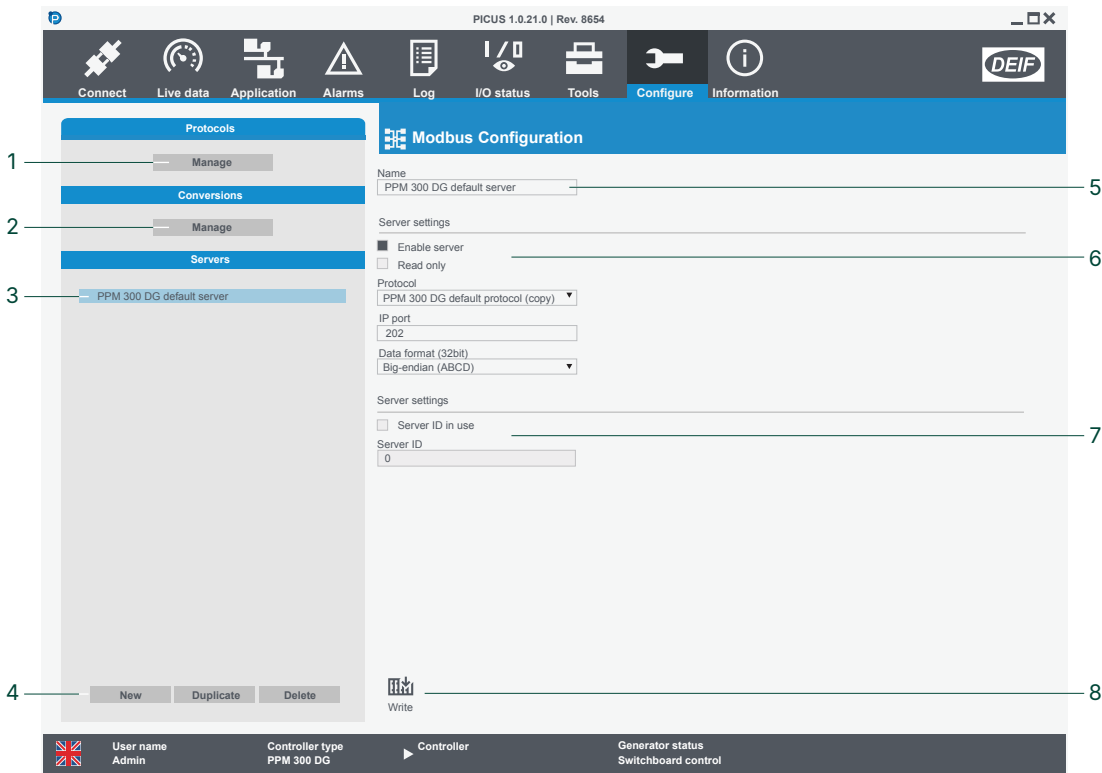 PICUS 1.0.21.0 | Rev. 8654
Connect
Live data
Application
Alarms
Log
I/O status
Tools
Configure
Information
DEIF
Protocols
1
Manage
Conversions
2
Manage
Servers
3
PPM 300 DG default server
4
New
Duplicate
Delete
Modbus Configuration
Name
PPM 300 DG default server
5
Server settings
Enable server
6
Read only
Protocol
PPM 300 DG default protocol (copy)
IP port
202
Data format (32bit)
Big-endian (ABCD)
Server settings
Server ID in use
7
Server ID
0
8
Write
User name
Admin
Controller type
PPM 300 DG
Controller
Generator status
Switchboard control